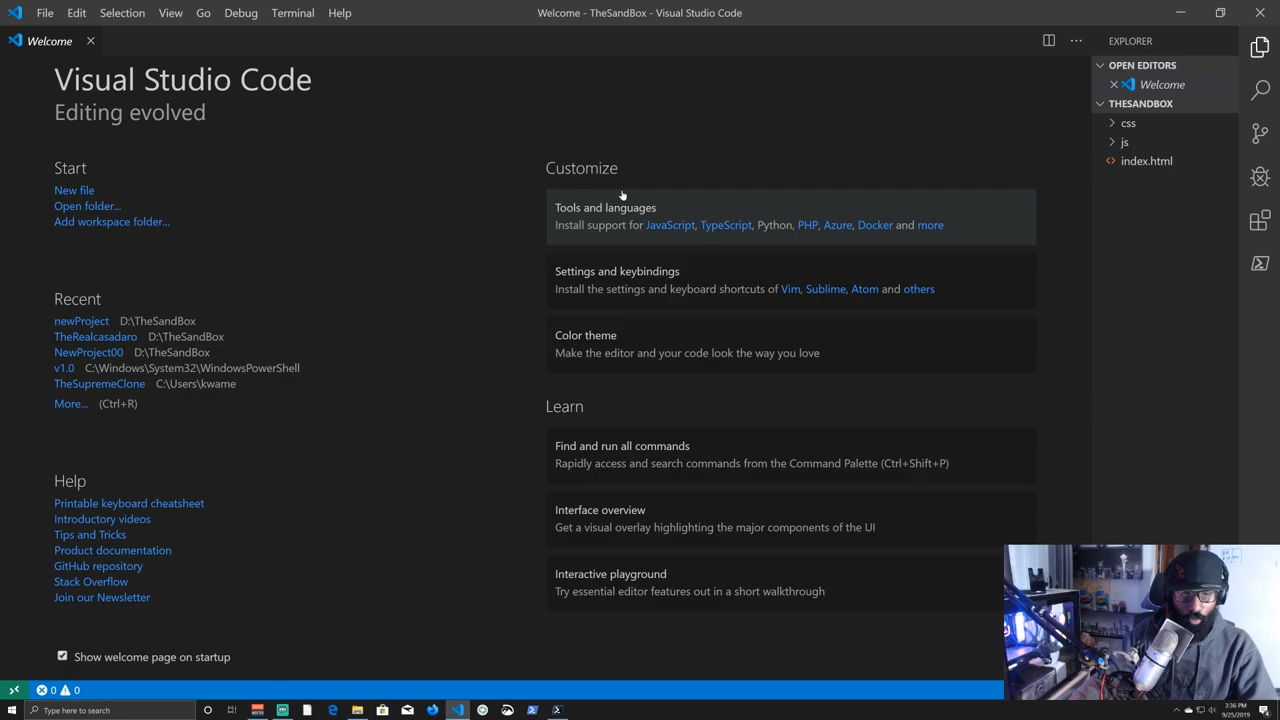 File Edit Selection View Go Debug Terminal Help
Welcome - TheSandBox - Visual Studio Code
Welcome
Visual Studio Code
Editing evolved
Start
New file
Open folder...
Add workspace folder...
Recent
newProject D:\TheSandBox
TheRealcasadaro D:\TheSandBox
NewProject00 D:\TheSandBox
v1.0 C:\Windows\System32\WindowsPowerShell
TheSupremeClone C:\Users\kwame
More... (Ctrl+R)
Help
Printable keyboard cheatsheet
Introductory videos
Tips and Tricks
Product documentation
GitHub repository
Stack Overflow
Join our Newsletter
Show welcome page on startup
Customize
Tools and languages
Install support for JavaScript, TypeScript, Python, PHP, Azure, Docker and more
Settings and keybindings
Install the settings and keyboard shortcuts of Vim, Sublime, Atom and others
Color theme
Make the editor and your code look the way you love
Learn
Find and run all commands
Rapidly access and search commands from the Command Palette (Ctrl+Shift+P)
Interface overview
Get a visual overlay highlighting the major components of the UI
Interactive playground
Try essential editor features out in a short walkthrough
EXPLORER
OPEN EDITORS
Welcome
THESANDBOX
css
js
index.html
0 0
Type here to search
3:36 PM
9/25/2019